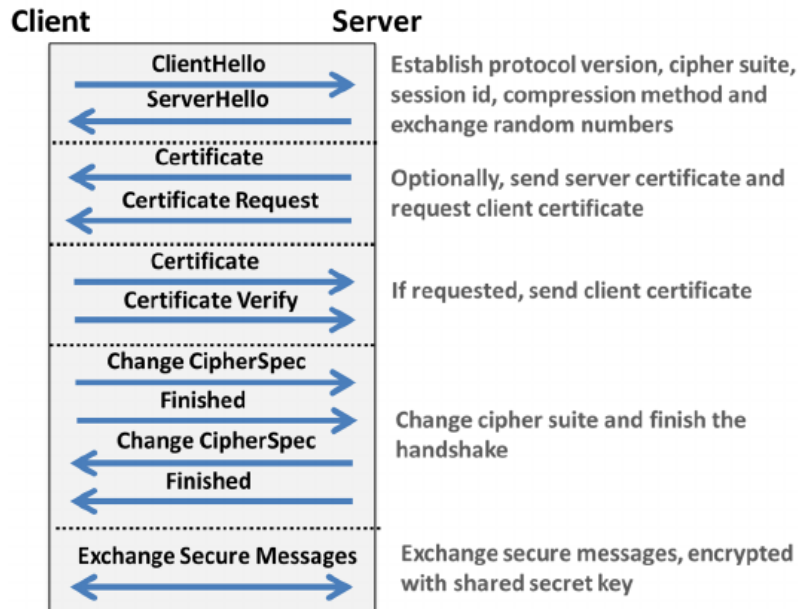 Client
Server
ClientHello
ServerHello
Establish protocol version, cipher suite,
session id, compression method and
exchange random numbers
Certificate
Certificate Request
Optionally, send server certificate and
request client certificate
Certificate
Certificate Verify
If requested, send client certificate
Change CipherSpec
Finished
Change CipherSpec
Finished
Change cipher suite and finish the
handshake
Exchange Secure Messages
Exchange secure messages, encrypted
with shared secret key